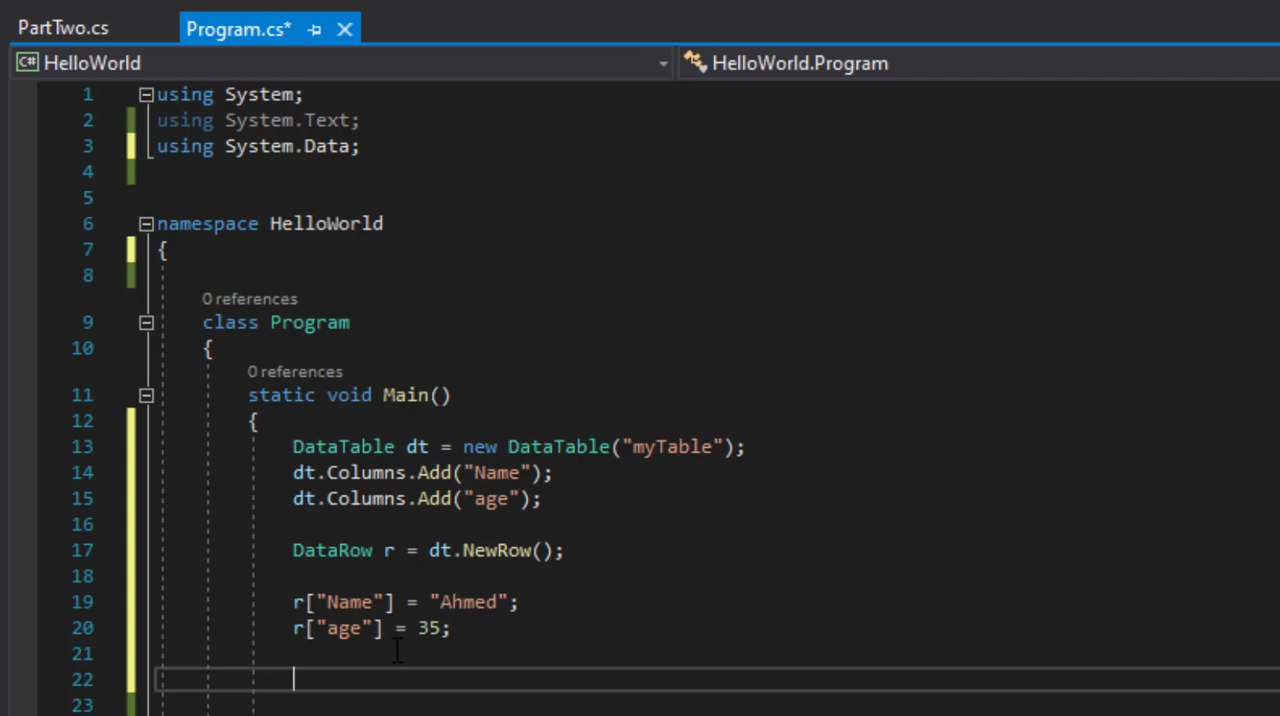 PartTwo.cs Program.cs*
C# HelloWorld HelloWorld.Program
1 using System;
2 using System.Text;
3 using System.Data;
4
5
6 namespace HelloWorld
7 {
8
0 references
9 class Program
10 {
0 references
11 static void Main()
12 {
13 DataTable dt = new DataTable("myTable");
14 dt.Columns.Add("Name");
15 dt.Columns.Add("age");
16
17 DataRow r = dt.NewRow();
18
19 r["Name"] = "Ahmed";
20 r["age"] = 35;
21
22
23